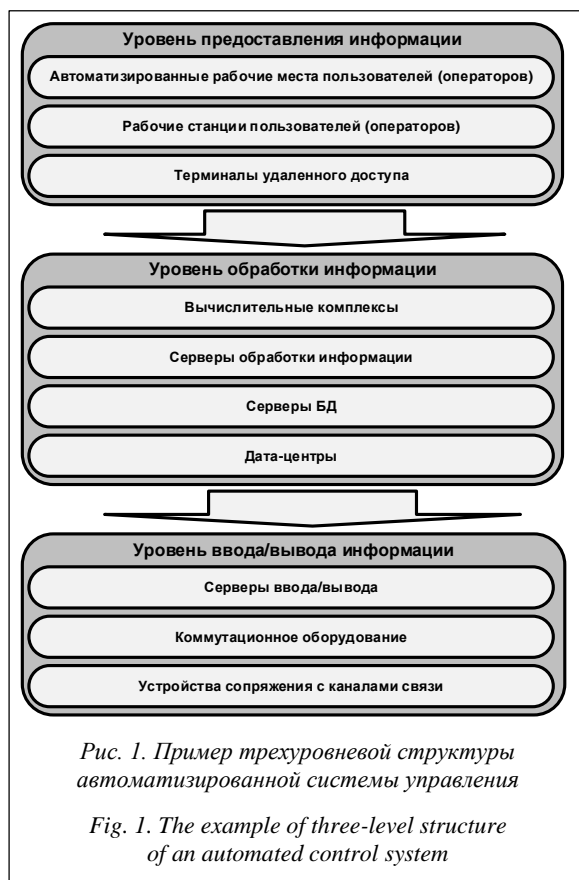 Уровень предоставления информации
Автоматизированные рабочие места пользователей (операторов)
Рабочие станции пользователей (операторов)
Терминалы удаленного доступа
Уровень обработки информации
Вычислительные комплексы
Серверы обработки информации
Серверы БД
Дата-центры
Уровень ввода/вывода информации
Серверы ввода/вывода
Коммутационное оборудование
Устройства сопряжения с каналами связи
Рис. 1. Пример трехуровневой структуры
автоматизированной системы управления
Fig. 1. The example of three-level structure
of an automated control system